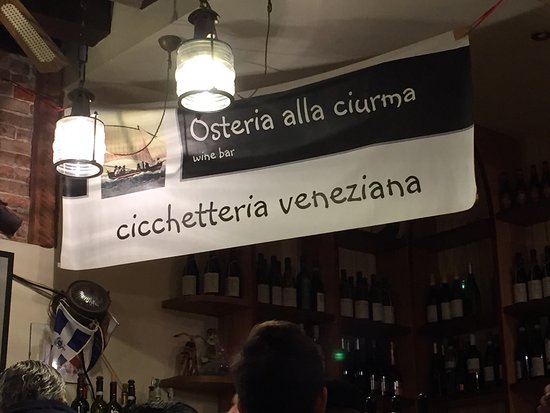 Osteria alla ciurma
wine bar
cicchetteria veneziana